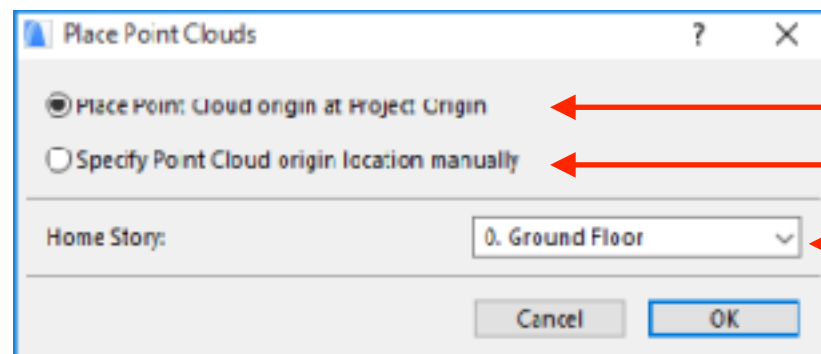 Place Point Clouds ?
Place Point Cloud origin at Project Origin
Specify Point Cloud origin location manually
Home Story: 0. Ground Floor
Cancel OK